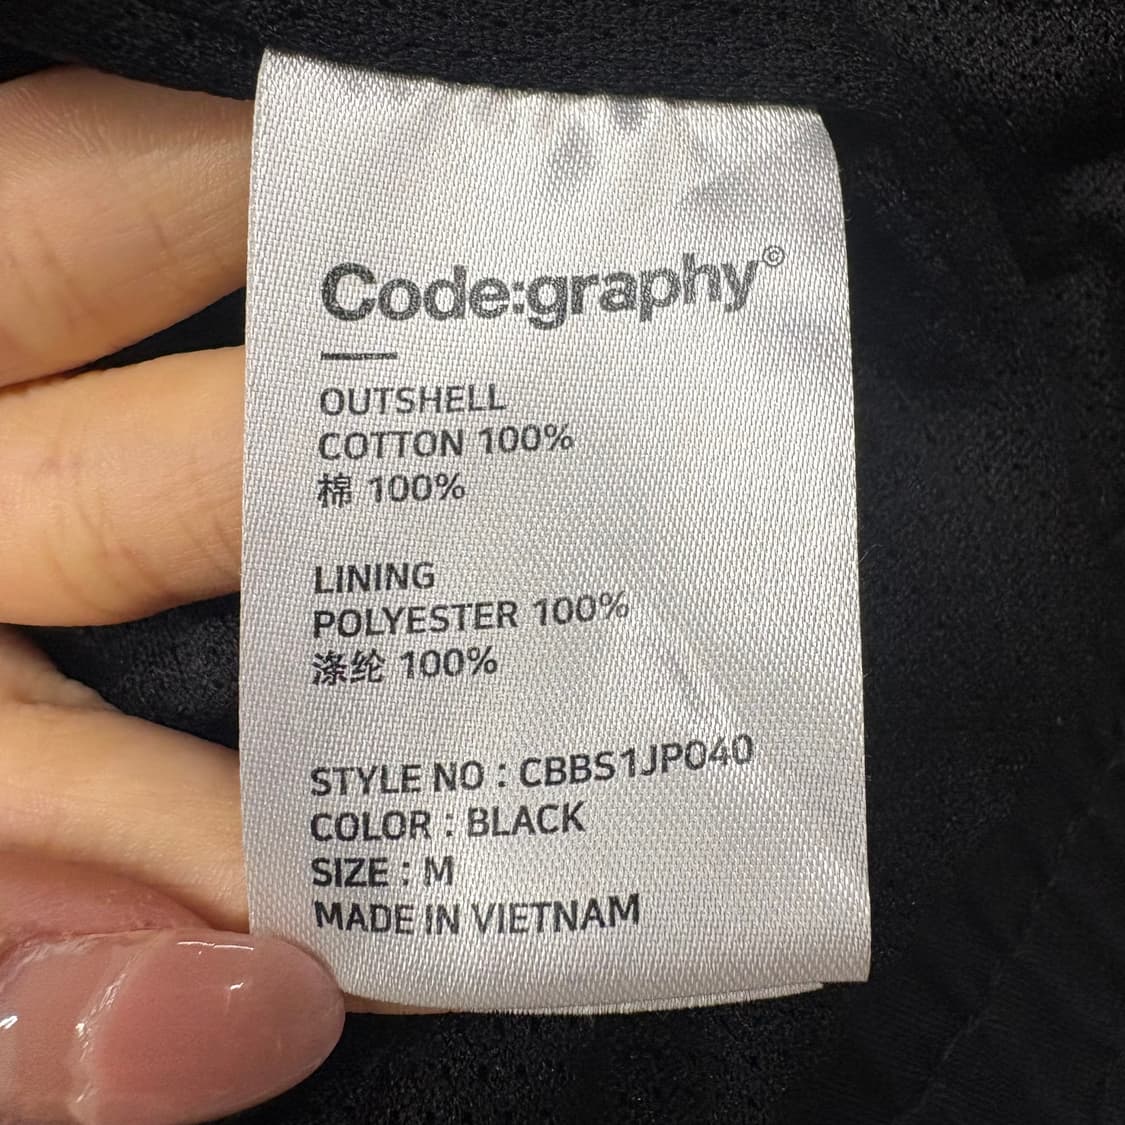 Code:graphy©
OUTSHELL
COTTON 100%
棉 100%
LINING
POLYESTER 100%
涤纶 100%
STYLE NO : CBBS1JP040
COLOR : BLACK
SIZE : M
MADE IN VIETNAM